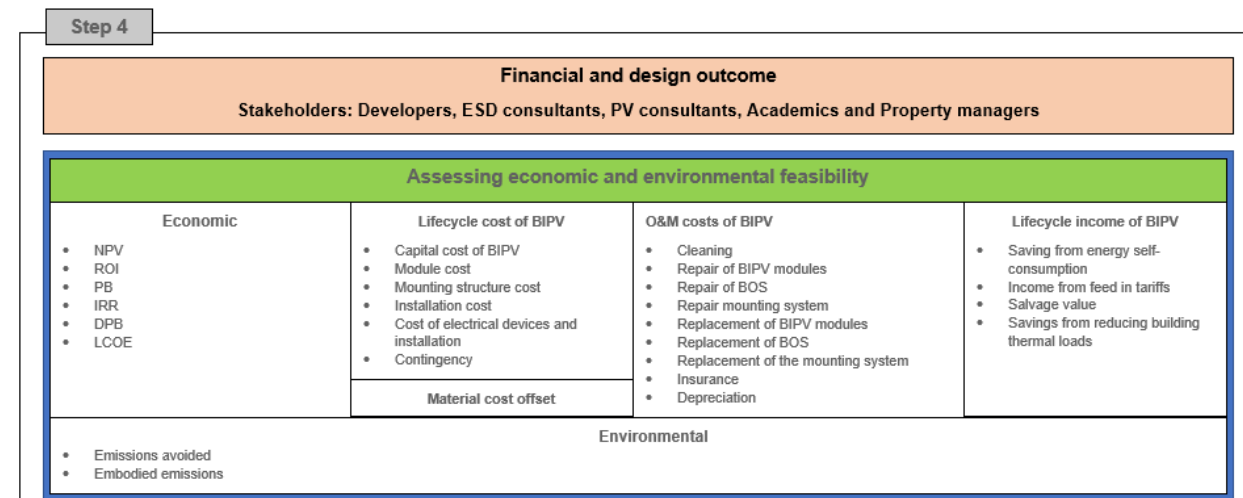 Step 4
Financial and design outcome
Stakeholders: Developers, ESD consultants, PV consultants, Academics and Property managers
Assessing economic and environmental feasibility
Economic
• NPV
• ROI
• PB
• IRR
• DPB
• LCOE
Lifecycle cost of BIPV
• Capital cost of BIPV
• Module cost
• Mounting structure cost
• Installation cost
• Cost of electrical devices and
installation
• Contingency
Material cost offset
O&M costs of BIPV
• Cleaning
• Repair of BIPV modules
• Repair of BOS
• Repair mounting system
• Replacement of BIPV modules
• Replacement of BOS
• Replacement of the mounting system
• Insurance
• Depreciation
Lifecycle income of BIPV
• Saving from energy self-
consumption
• Income from feed in tariffs
• Salvage value
• Savings from reducing building
thermal loads
Environmental
• Emissions avoided
• Embodied emissions